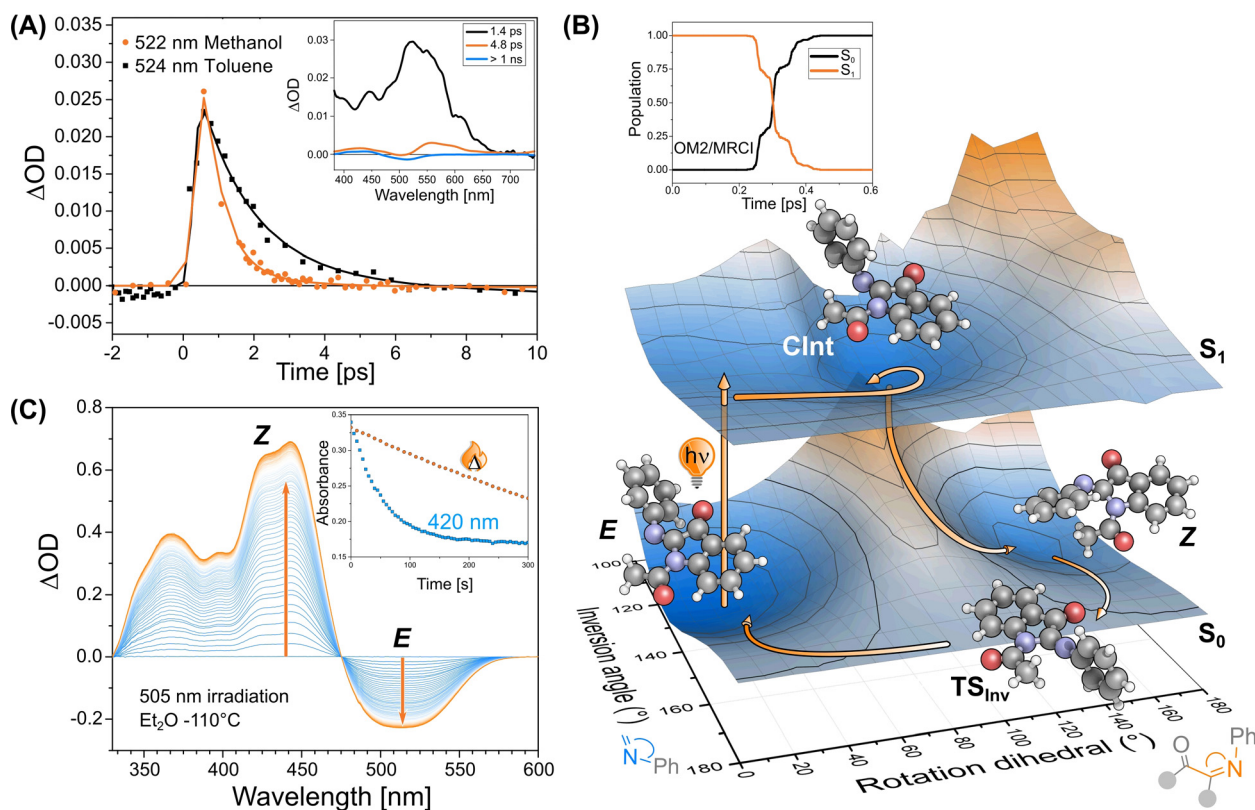 (A)
522 nm Methanol
524 nm Toluene
1.4 ps
4.8 ps
> 1 ns
0.03
0.02
0.01
0.00
ΔOD
400 450 500 550 600 650 700
Wavelength [nm]
0.035
0.030
0.025
0.020
0.015
0.010
0.005
0.000
-0.005
ΔOD
-2 0 2 4 6 8 10
Time [ps]
(B)
1.00
0.75
0.50
0.25
0.00
Population
S0
S1
OM2/MRCI
0.0 0.2 0.4 0.6
Time [ps]
CInt
S1
hν
E
Z
TSInv
S0
100
120
140
160
180
Inversion angle (°)
0 20 40 60 80 100 120 140 160 180
Rotation dihedral (°)
N Ph
O
N
Ph
(C)
0.8
0.6
0.4
0.2
0.0
-0.2
ΔOD
Z
E
0.35
0.30
0.25
0.20
0.15
Absorbance
Δ
420 nm
0 100 200 300
Time [s]
505 nm irradiation
Et2O -110°C
350 400 450 500 550 600
Wavelength [nm]